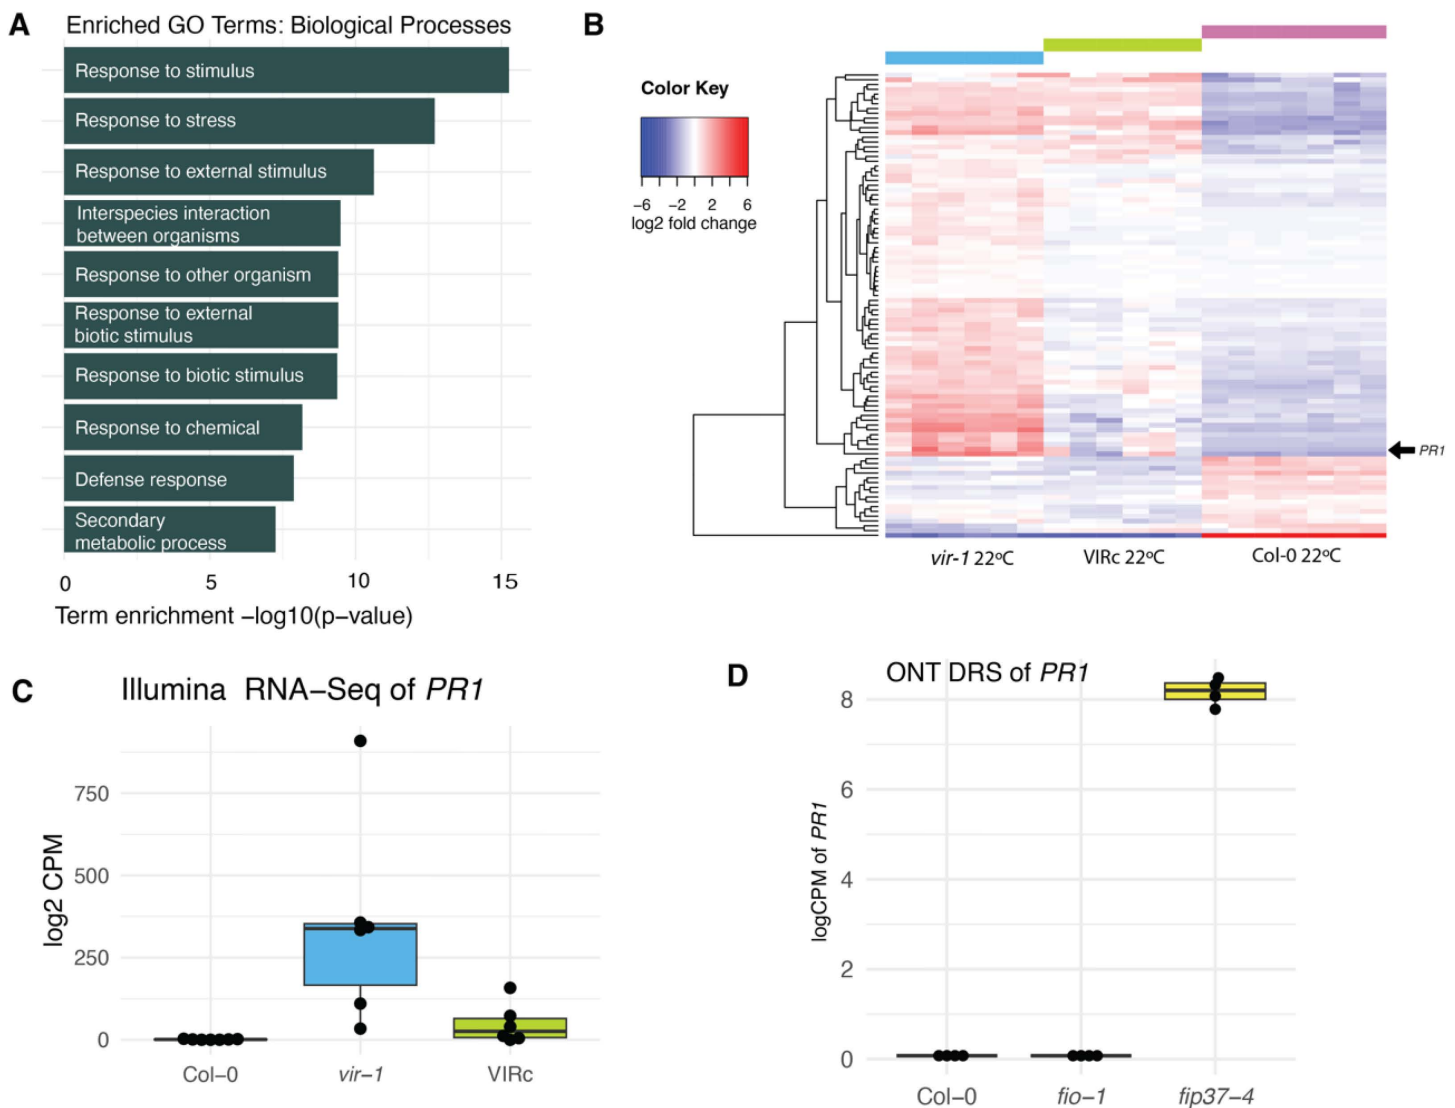 A
Enriched GO Terms: Biological Processes
Response to stimulus
Response to stress
Response to external stimulus
Interspecies interaction
between organisms
Response to other organism
Response to external
biotic stimulus
Response to biotic stimulus
Response to chemical
Defense response
Secondary
metabolic process
0 5 10 15
Term enrichment −log10(p−value)
B
Color Key
−6 −2 2 6
log2 fold change
PR1
vir-1 22ºC VIRc 22ºC Col-0 22ºC
C
Illumina RNA−Seq of PR1
log2 CPM
750
500
250
0
Col−0 vir−1 VIRc
D
ONT DRS of PR1
logCPM of PR1
8
6
4
2
0
Col−0 fio−1 fip37−4